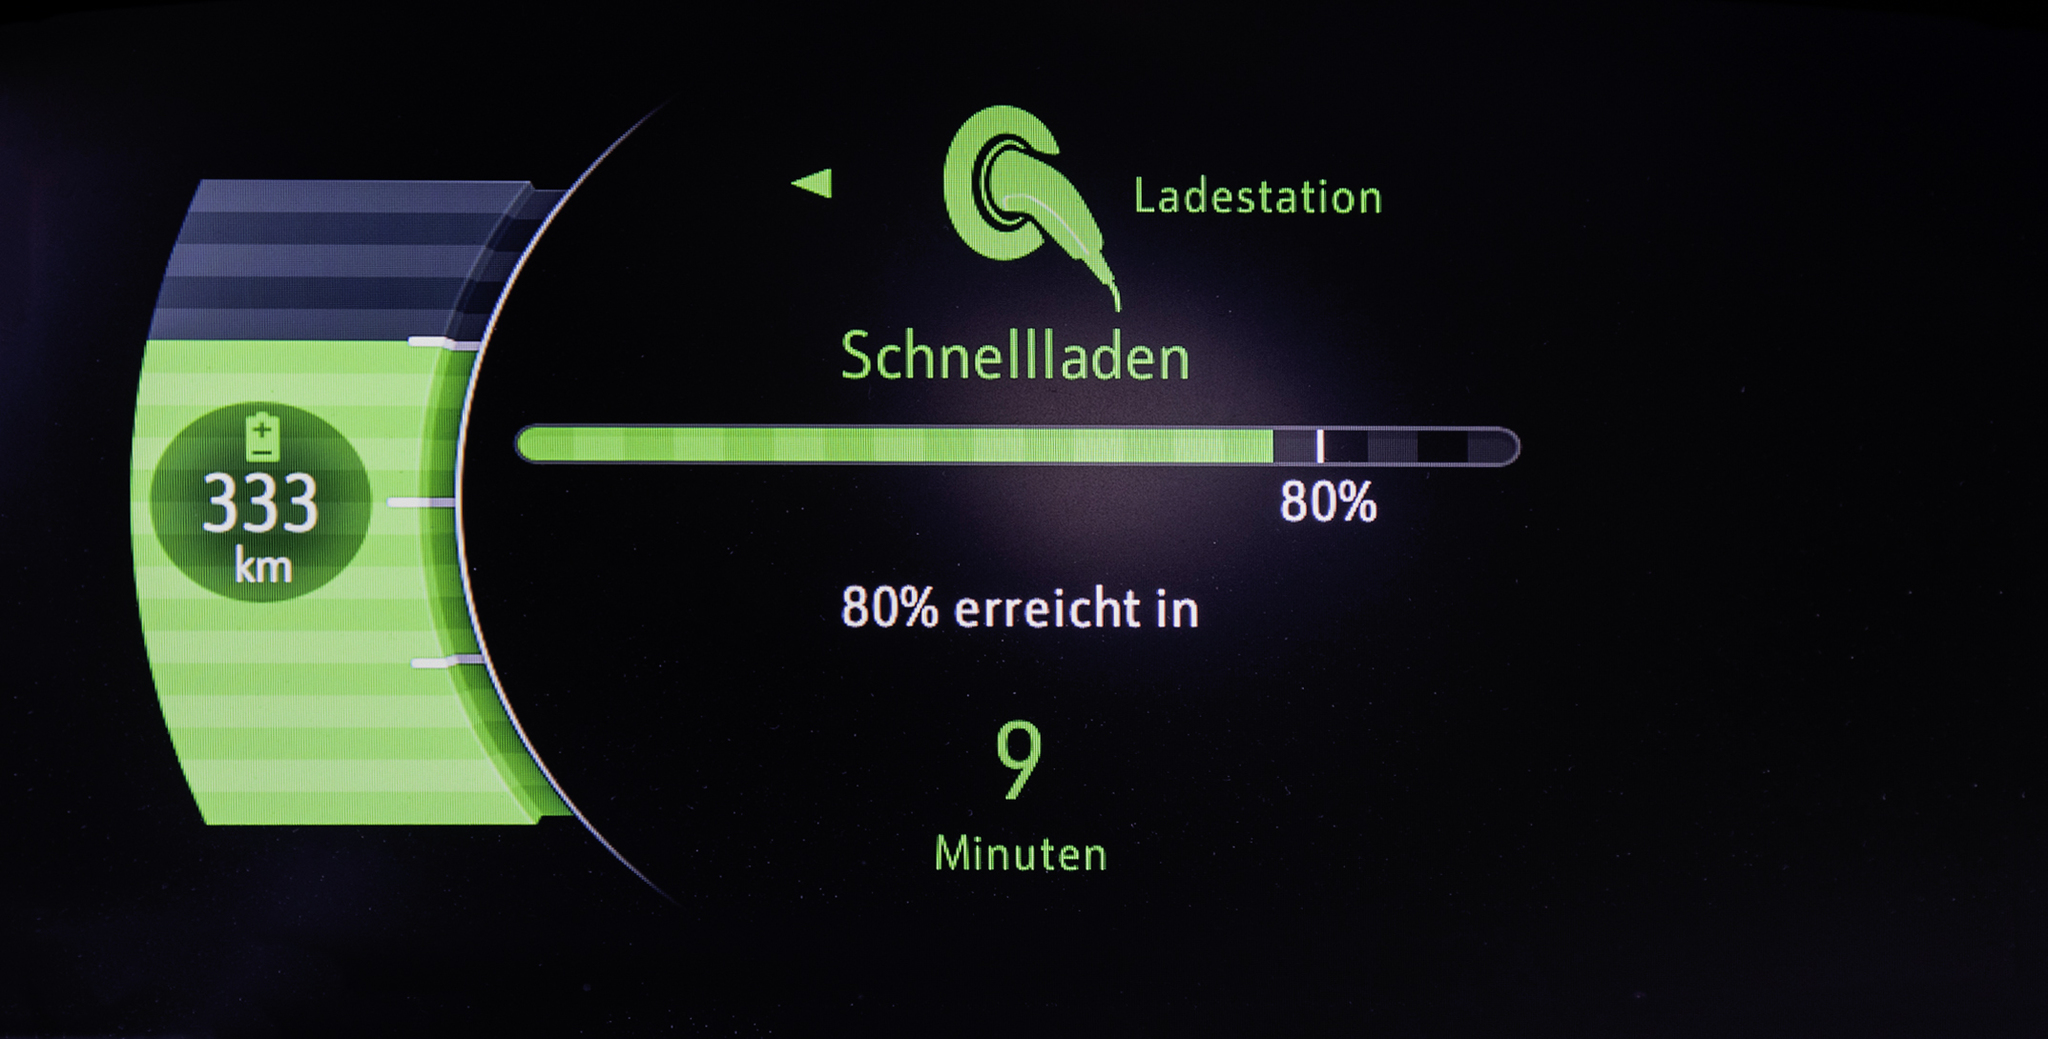 Ladestation
Schnellladen
80%
333
km
80% erreicht in
9
Minuten